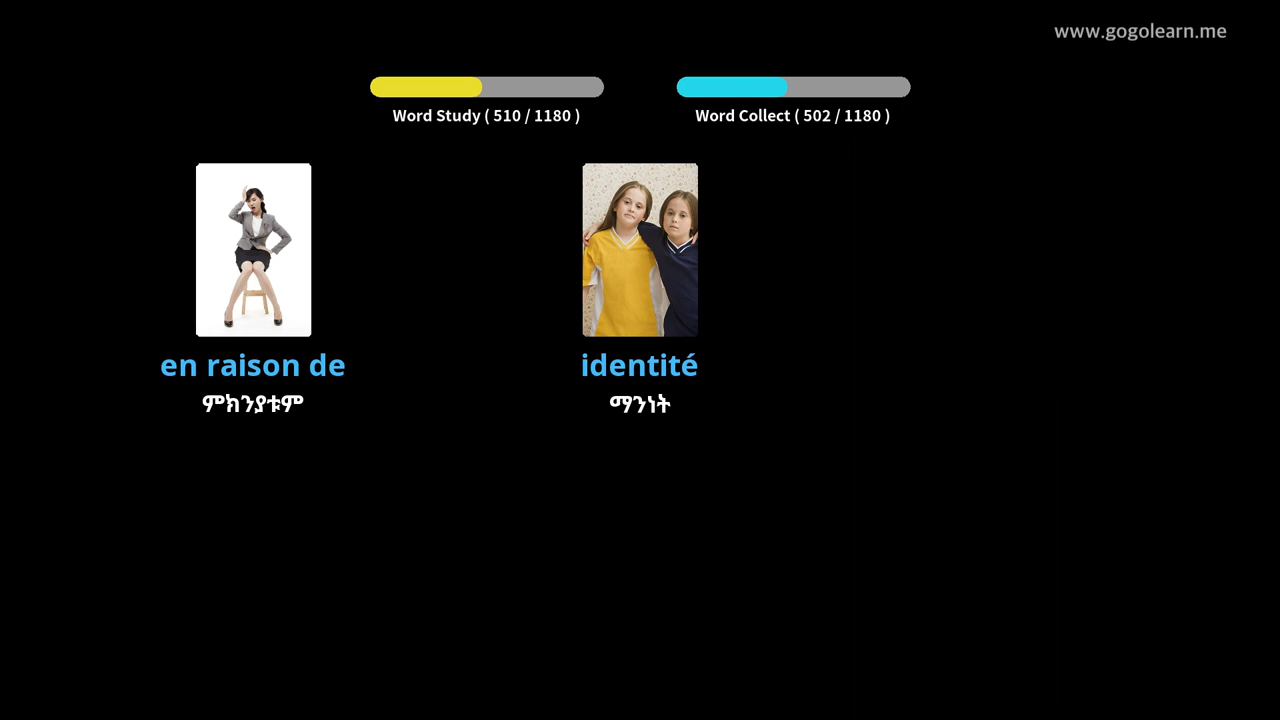 www.gogolearn.me
Word Study ( 510 / 1180 )
Word Collect ( 502 / 1180 )
en raison de
ምክንያቱም
identité
ማንነት